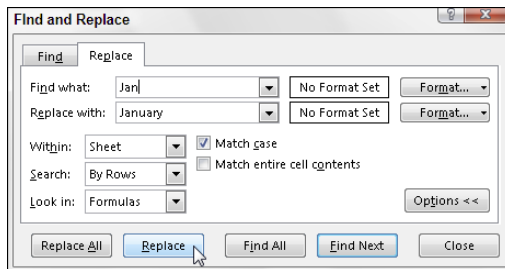 FInd and Replace
Find Replace
Find what: Jan No Format Set Format...
Replace with: January No Format Set Format...
Within: Sheet Match case
Match entire cell contents
Search: By Rows
Look in: Formulas Options <<
Replace All Replace Find All Find Next Close